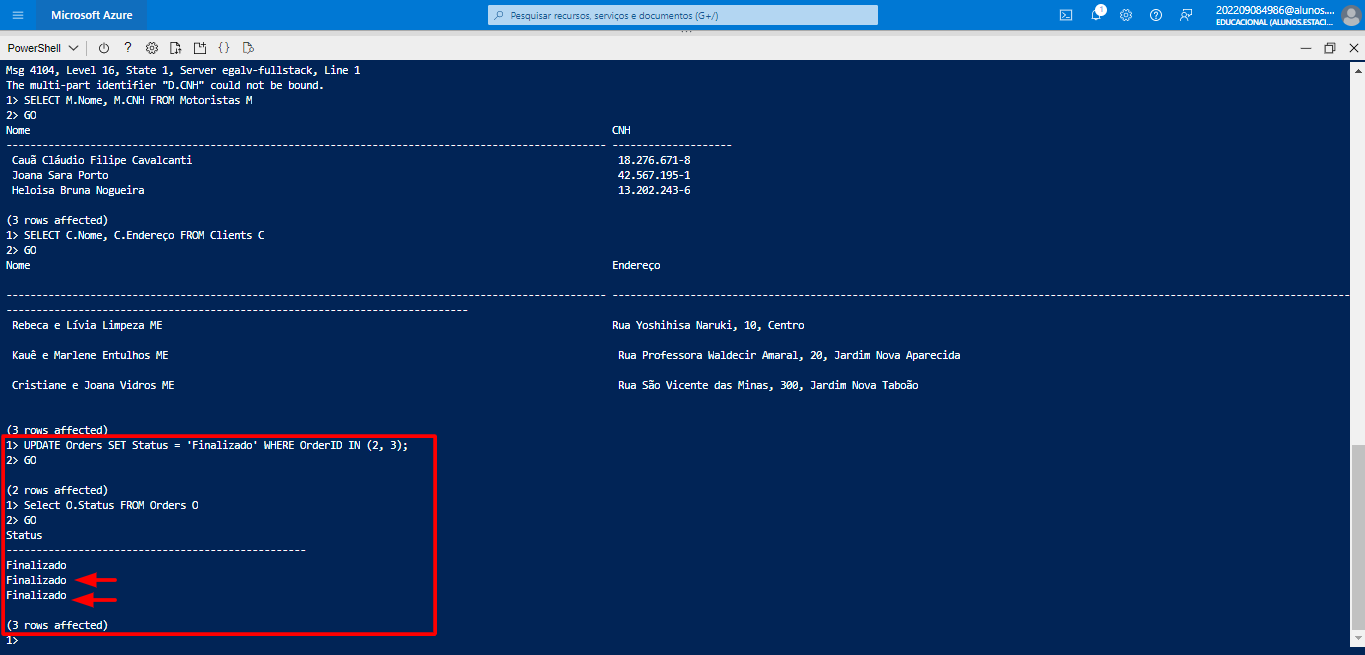 Microsoft Azure
Pesquisar recursos, serviços e documentos (G+/)
1
202209084986@alunos....
EDUCACIONAL (ALUNOS.ESTACI...
PowerShell
Msg 4104, Level 16, State 1, Server egalv-fullstack, Line 1
The multi-part identifier "D.CNH" could not be bound.
1> SELECT M.Nome, M.CNH FROM Motoristas M
2> GO
Nome CNH
Cauã Cláudio Filipe Cavalcanti 18.276.671-8
Joana Sara Porto 42.567.195-1
Heloisa Bruna Nogueira 13.202.243-6
(3 rows affected)
1> SELECT C.Nome, C.Endereço FROM Clients C
2> GO
Nome Endereço
Rebeca e Lívia Limpeza ME Rua Yoshihisa Naruki, 10, Centro
Kauê e Marlene Entulhos ME Rua Professora Waldecir Amaral, 20, Jardim Nova Aparecida
Cristiane e Joana Vidros ME Rua São Vicente das Minas, 300, Jardim Nova Taboão
(3 rows affected)
1> UPDATE Orders SET Status = 'Finalizado' WHERE OrderID IN (2, 3);
2> GO
(2 rows affected)
1> Select O.Status FROM Orders O
2> GO
Status
Finalizado
Finalizado
Finalizado
(3 rows affected)
1>